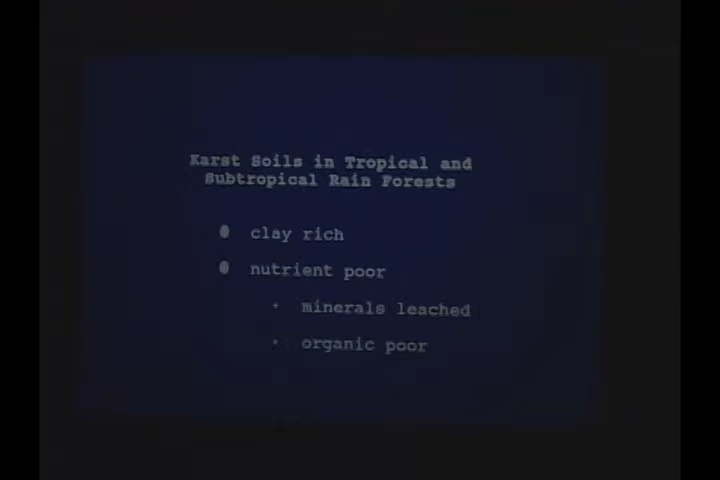 Karst Soils in Tropical and
Subtropical Rain Forests
clay rich
nutrient poor
minerals leached
organic poor